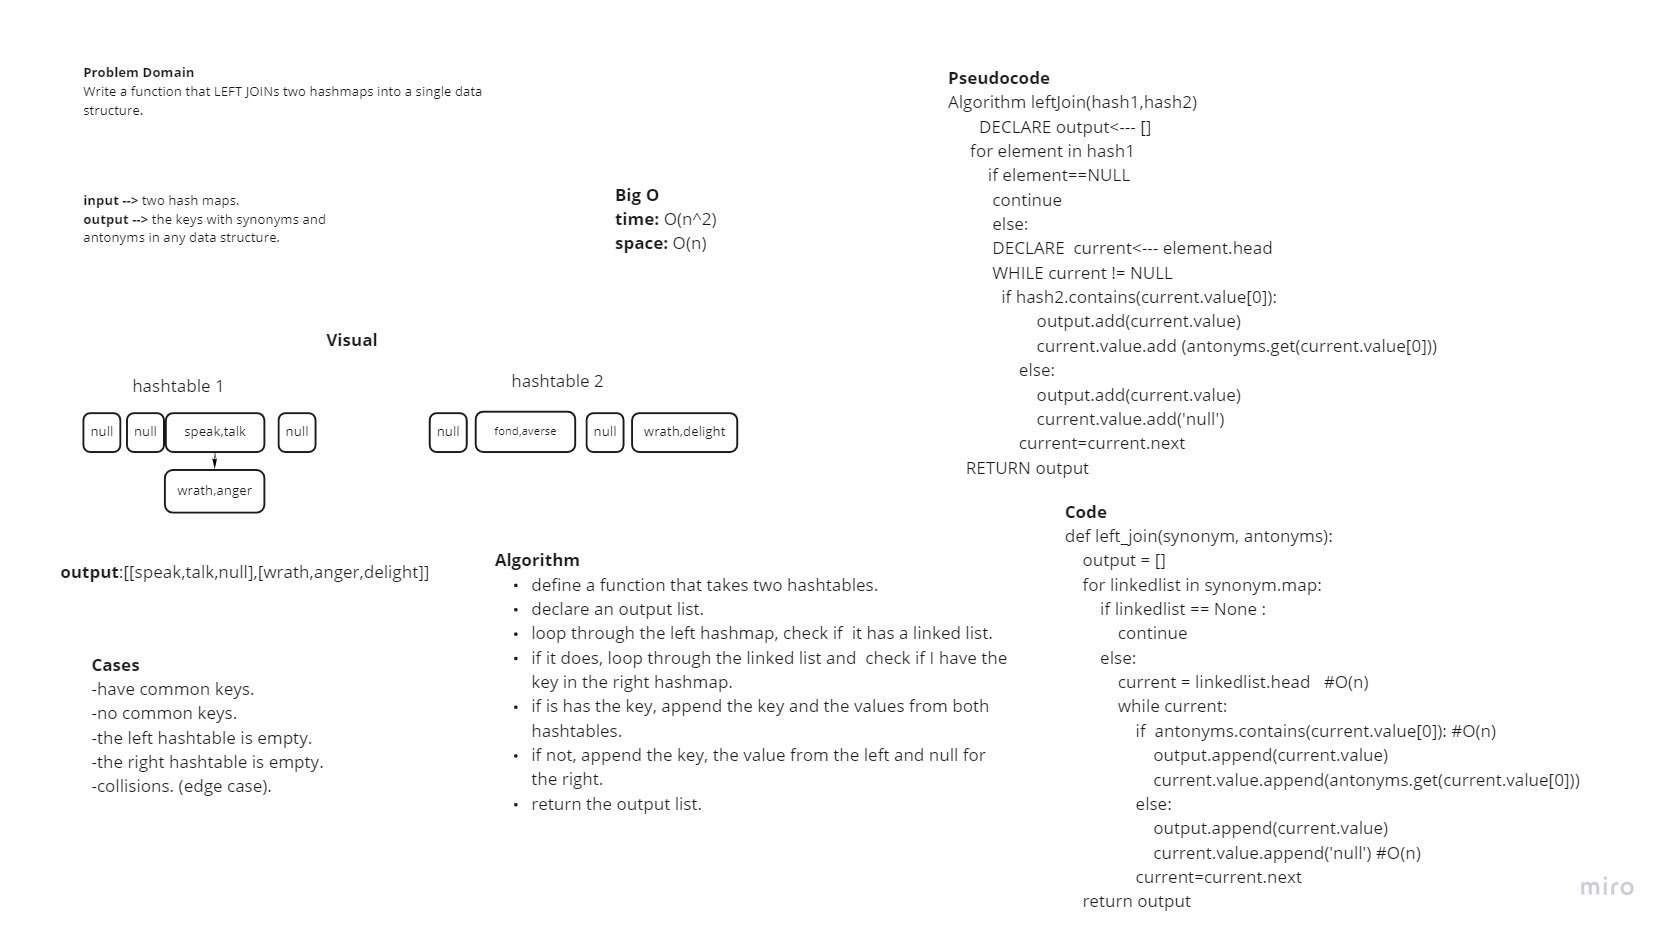 Problem Domain
Write a function that LEFT JOINs two hashmaps into a single data
structure.
input --> two hash maps.
output --> the keys with synonyms and
antonyms in any data structure.
Big O
time: O(n^2)
space: O(n)
Visual
hashtable 1
hashtable 2
null
null
speak,talk
null
wrath,anger
null
fond,averse
null
wrath,delight
output:[[speak,talk,null],[wrath,anger,delight]]
Cases
-have common keys.
-no common keys.
-the left hashtable is empty.
-the right hashtable is empty.
-collisions. (edge case).
Algorithm
• define a function that takes two hashtables.
• declare an output list.
• loop through the left hashmap, check if  it has a linked list.
• if it does, loop through the linked list and  check if I have the
key in the right hashmap.
• if is has the key, append the key and the values from both
hashtables.
• if not, append the key, the value from the left and null for
the right.
• return the output list.
Pseudocode
Algorithm leftJoin(hash1,hash2)
DECLARE output<--- []
for element in hash1
if element==NULL
continue
else:
DECLARE  current<--- element.head
WHILE current != NULL
if hash2.contains(current.value[0]):
output.add(current.value)
current.value.add (antonyms.get(current.value[0]))
else:
output.add(current.value)
current.value.add('null')
current=current.next
RETURN output
Code
def left_join(synonym, antonyms):
output = []
for linkedlist in synonym.map:
if linkedlist == None :
continue
else:
current = linkedlist.head   #O(n)
while current:
if  antonyms.contains(current.value[0]): #O(n)
output.append(current.value)
current.value.append(antonyms.get(current.value[0]))
else:
output.append(current.value)
current.value.append('null') #O(n)
current=current.next
return output
miro